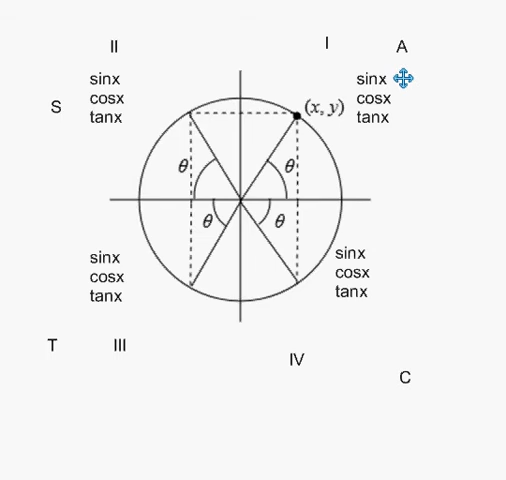 II
I
A
sinx
cosx
tanx
S
sinx
cosx
tanx
(x, y)
θ
θ
θ
θ
sinx
cosx
tanx
sinx
cosx
tanx
T
III
IV
C